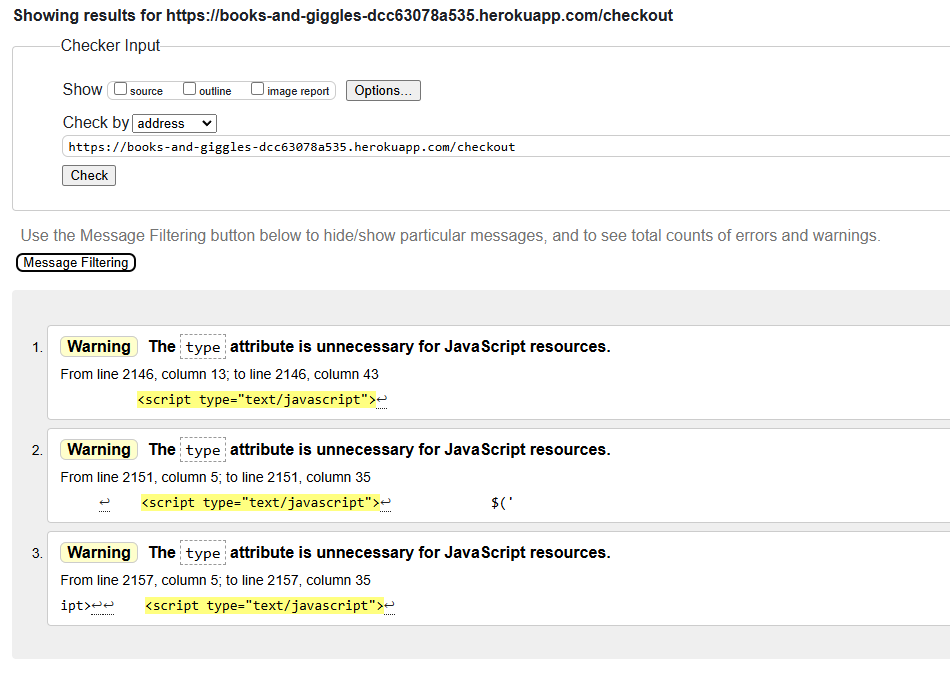 Showing results for https://books-and-giggles-dcc63078a535.herokuapp.com/checkout
Checker Input
Show source outline image report Options...
Check by address
https://books-and-giggles-dcc63078a535.herokuapp.com/checkout
Check
Use the Message Filtering button below to hide/show particular messages, and to see total counts of errors and warnings.
Message Filtering
1. Warning The type attribute is unnecessary for JavaScript resources.
From line 2146, column 13; to line 2146, column 43
<script type="text/javascript">↩
2. Warning The type attribute is unnecessary for JavaScript resources.
From line 2151, column 5; to line 2151, column 35
↩ <script type="text/javascript">↩ $('
3. Warning The type attribute is unnecessary for JavaScript resources.
From line 2157, column 5; to line 2157, column 35
ipt>↩↩ <script type="text/javascript">↩